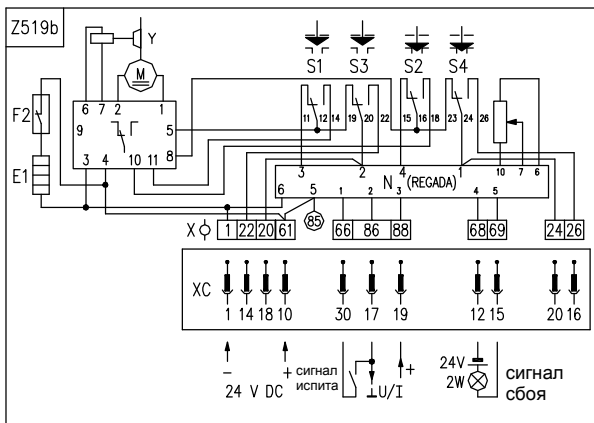 Z519b
Y
S1 S3 S2 S4
M
6 7 2 1
F2
9
5
11 12 14 19 20 22 15 16 18 23 24 26
8
3 4 10 11
E1
3 2 4 1 10 7 6
N (REGADA)
6 5 1 2 3 4 5
85
X 1 22 20 61 66 86 88 68 69 24 26
XC
1 14 18 10 30 17 19 12 15 20 16
− + сигнал испита + 24V
24 V DC U/I 2W
сигнал
сбоя